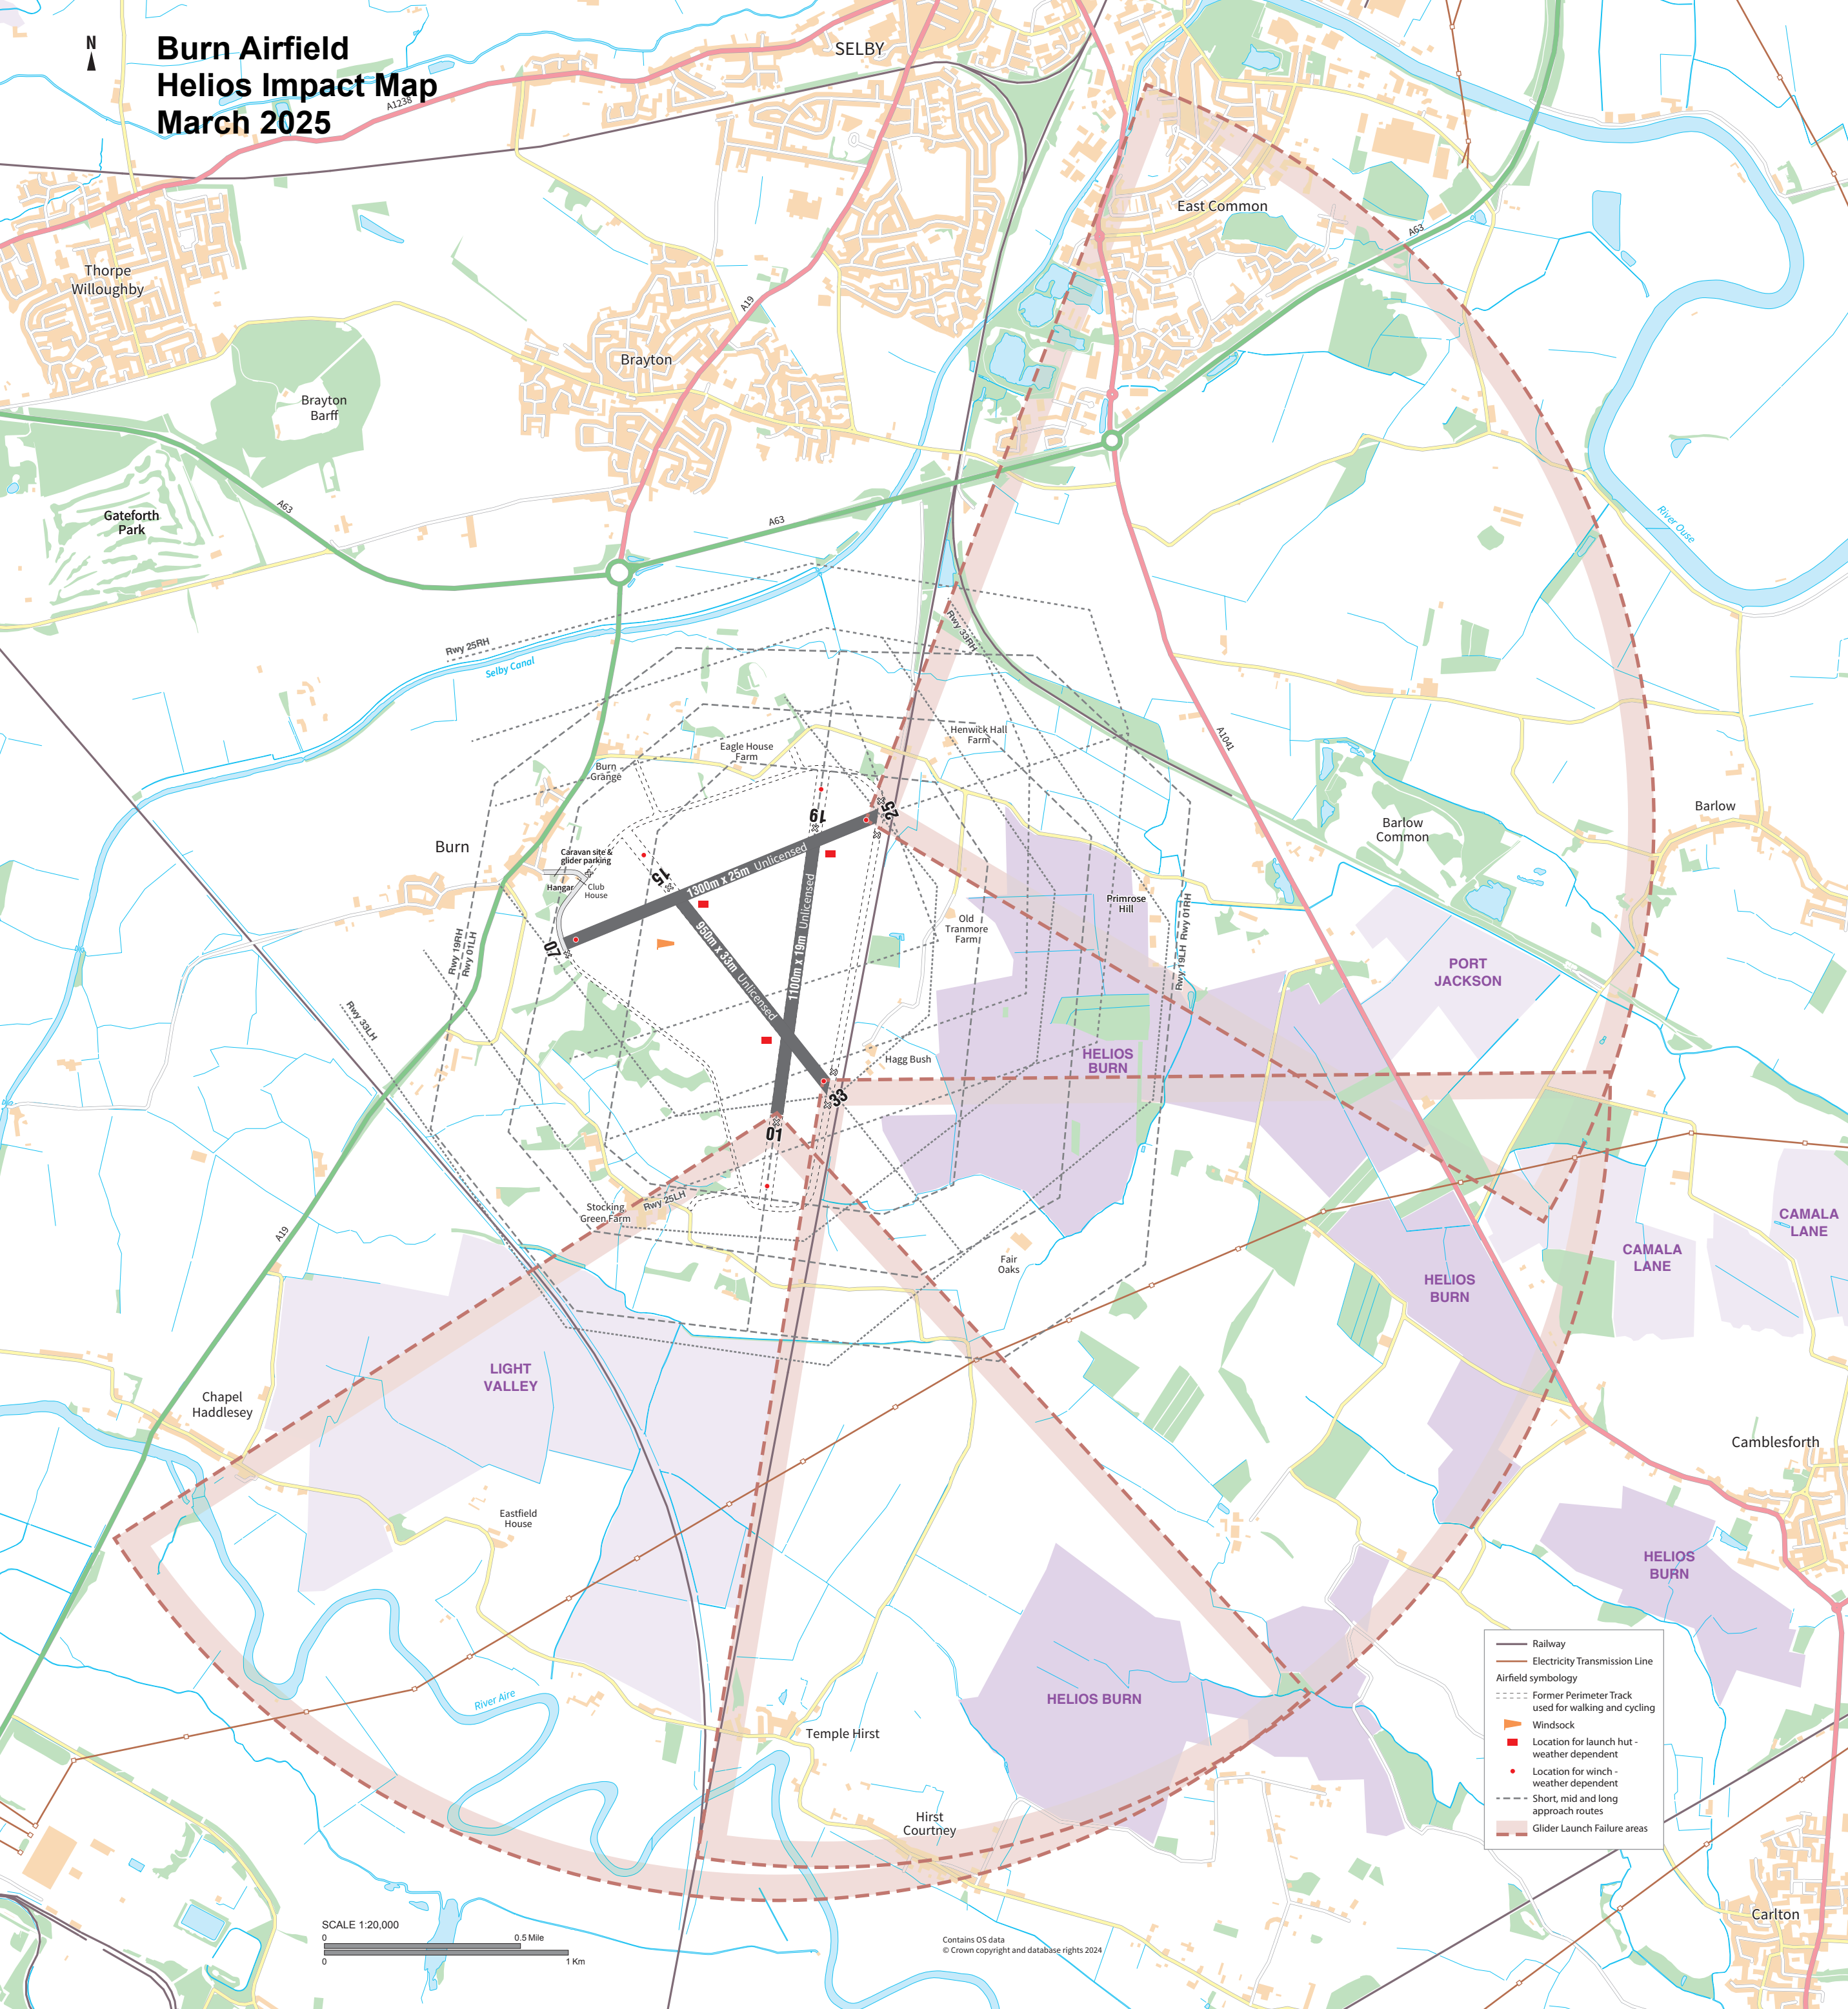 N
Burn Airfield
Helios Impact Map
March 2025
SELBY
A1238
East Common
A63
Thorpe
Willoughby
A19
Brayton
Brayton
Barff
Gateforth
Park
A63
A63
River Ouse
Rwy 25RH
Selby Canal
Rwy 33RH
A1041
Henwick Hall
Farm
Eagle House
Farm
Burn
Grange
Barlow
Barlow
Common
Burn
19
25
Caravan site &
glider parking
Hangar
Club
House
15
1300m x 25m Unlicensed
07
950m x 33m Unlicensed
1100m x 19m Unlicensed
Old
Tranmore
Farm
Primrose
Hill
Rwy 19RH
Rwy 01LH
Rwy 19LH Rwy 01RH
PORT
JACKSON
Rwy 33LH
Hagg Bush
HELIOS
BURN
33
01
Stocking
Green Farm
Rwy 25LH
A19
Fair
Oaks
CAMALA
LANE
CAMALA
LANE
HELIOS
BURN
LIGHT
VALLEY
Chapel
Haddlesey
Camblesforth
Eastfield
House
HELIOS
BURN
River Aire
HELIOS BURN
Temple Hirst
Hirst
Courtney
Railway
Electricity Transmission Line
Airfield symbology
Former Perimeter Track
used for walking and cycling
Windsock
Location for launch hut -
weather dependent
Location for winch -
weather dependent
Short, mid and long
approach routes
Glider Launch Failure areas
Carlton
SCALE 1:20,000
0 0.5 Mile
0 1 Km
Contains OS data
© Crown copyright and database rights 2024